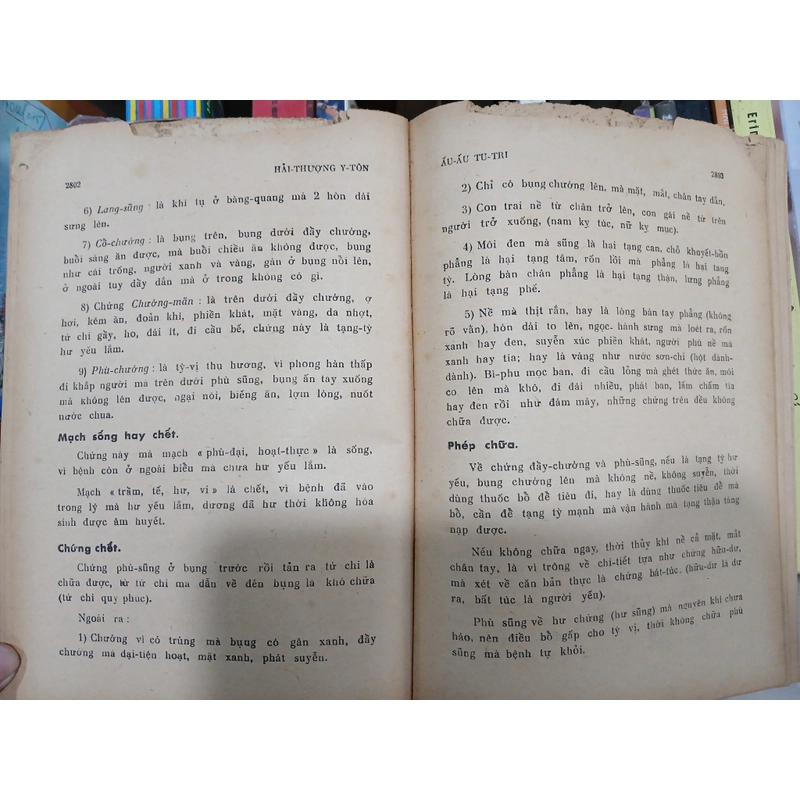 2802
HẢI-THƯỢNG Y-TÔN
6) Lang-sũng : là khí tụ ở bàng-quang mà 2 hòn dái
sưng lên.
7) Cồ-chướng : là bụng trên, bụng dưới đầy chướng,
buổi sáng ăn được, mà buổi chiều ăn không được, bụng
như cái trống, người xanh và vàng, gân ở bụng nổi lên,
ở ngoài tuy đầy dẫn mà ở trong không có gì.
8) Chứng Chướng-mãn : là trên dưới đầy chướng, ợ
hơi, kém ăn, đoản khí, phiền khát, mặt vàng, da nhợt,
tứ chi gầy, ho, đái ít, đi cầu bế, chứng này là tạng-tỳ
hư yếu lắm.
9) Phù-chướng : là tỳ-vị thu hương, vì phong hàn thấp
đi khắp người mà trên dưới phù sũng, bụng ấn tay xuống
mà không lên được, ngại nói, biếng ăn, lợm lòng, nuốt
nước chua.
Mạch sống hay chết.
Chứng này mà mạch « phù-đại, hoạt-thực » là sống,
vì bệnh còn ở ngoài biểu mà chưa hư yếu lắm.
Mạch « trầm, tế, hư, vi » là chết, vì bệnh đã vào
trong lý mà hư yếu lắm, dương dã hư thời không hóa
sinh được âm huyết.
Chứng chết.
Chứng phù-sũng ở bụng trước rồi tản ra tứ chi là
chữa được, từ tứ chi mà dẫn về đến bụng là khó chữa
(tứ chi quy phúc).
Ngoài ra :
1) Chướng vì có trùng mà bụng có gân xanh, đầy
chướng mà dại-tiện hoạt, mặt xanh, phát suyễn.
ẤU-ẤU TU-TRI
2803
2) Chỉ có bụng chướng lên, mà mặt, mắt, chân tay dẫn,
3) Con trai nề từ chân trở lên, con gái nề từ trên
người trở xuống, (nam kỵ túc, nữ kỵ mục).
4) Môi đen mà sũng là hai tạng can, chỗ khuyết-bồn
phẳng là hại tạng tâm, rốn lồi mà phẳng là hại tạng
tỳ. Lòng bàn chân phẳng là hại tạng thận, lưng phẳng
là hại tạng phế.
5) Nề mà thịt rắn, hay là lòng bàn tay phẳng (không
rõ vân), hòn dái to lên, ngọc- hành sưng mà loét ra, rốn
xanh hay đen, suyễn xúc phiền khát, người phù nề mà
xanh hay tía; hay là vàng như nước sơn-chi (hột dành-
dành). Bì-phu mọc ban, đi cầu lỏng mà ghét thức ăn, môi
co lên mà khô, đi đái nhiều, phát ban, lấm chấm tía
hay đen rồi như đám mây, những chứng trên đều không
chữa được.
Phép chữa.
Về chứng đầy-chướng và phù-sũng, nếu là tạng tỳ hư
yếu, bụng chướng lên mà không nề, không suyễn, thời
dùng thuốc bổ để tiêu đi, hay là dùng thuốc tiêu để mà
bổ, cần để tạng tỳ mạnh mà vận hành mà tạng thận tàng
nạp được.
Nếu không chữa ngay, thời thủy khí nề cả mặt, mắt
chân tay, là vì trông về chi-tiết tựa như chứng hữu-dư,
mà xét về căn bản thực là chứng bất-túc. (hữu-dư là dư
ra, bất túc là người yếu).
Phù sũng về hư chứng (hư sũng) mà nguyên khí chưa
hao, nên điều bổ gấp cho tỳ vị, thời không chữa phù
sũng mà bệnh tự khỏi.